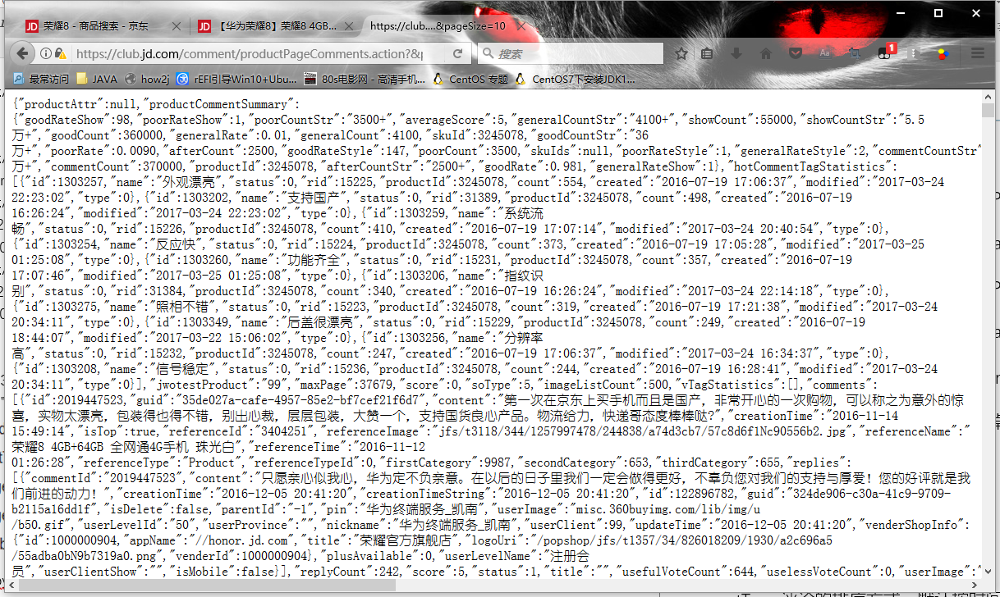 荣耀8 - 商品搜索 - 京东
【华为荣耀8】荣耀8 4GB...
https://club....&pageSize=10
https://club.jd.com/comment/productPageComments.action?&p
搜索
1
最常访问 JAVA how2j rEFI引导Win10+Ubu... 80s电影网 - 高清手机... CentOS 专题 CentOS7下安装JDK1...
{"productAttr":null,"productCommentSummary":
{"goodRateShow":98,"poorRateShow":1,"poorCountStr":"3500+","averageScore":5,"generalCountStr":"4100+","showCount":55000,"showCountStr":"5.5
万+","goodCount":360000,"generalRate":0.01,"generalCount":4100,"skuId":3245078,"goodCountStr":"36
万+","poorRate":0.0090,"afterCount":2500,"goodRateStyle":147,"poorCount":3500,"skuIds":null,"poorRateStyle":1,"generalRateStyle":2,"commentCountStr"
万+","commentCount":370000,"productId":3245078,"afterCountStr":"2500+","goodRate":0.981,"generalRateShow":1},"hotCommentTagStatistics":
[{"id":1303257,"name":"外观漂亮","status":0,"rid":15225,"productId":3245078,"count":554,"created":"2016-07-19 17:06:37","modified":"2017-03-24
22:23:02","type":0},{"id":1303202,"name":"支持国产","status":0,"rid":31389,"productId":3245078,"count":498,"created":"2016-07-19
16:26:24","modified":"2017-03-24 22:23:02","type":0},{"id":1303259,"name":"系统流
畅","status":0,"rid":15226,"productId":3245078,"count":410,"created":"2016-07-19 17:07:14","modified":"2017-03-24 20:40:54","type":0},
{"id":1303254,"name":"反应快","status":0,"rid":15224,"productId":3245078,"count":373,"created":"2016-07-19 17:05:28","modified":"2017-03-25
01:25:08","type":0},{"id":1303260,"name":"功能齐全","status":0,"rid":15231,"productId":3245078,"count":357,"created":"2016-07-19
17:07:46","modified":"2017-03-25 01:25:08","type":0},{"id":1303206,"name":"指纹识
别","status":0,"rid":31384,"productId":3245078,"count":340,"created":"2016-07-19 16:26:24","modified":"2017-03-24 22:14:18","type":0},
{"id":1303275,"name":"照相不错","status":0,"rid":15223,"productId":3245078,"count":319,"created":"2016-07-19 17:21:38","modified":"2017-03-24
20:34:11","type":0},{"id":1303349,"name":"后盖很漂亮","status":0,"rid":15229,"productId":3245078,"count":249,"created":"2016-07-19
18:44:07","modified":"2017-03-22 15:06:02","type":0},{"id":1303256,"name":"分辨率
高","status":0,"rid":15232,"productId":3245078,"count":247,"created":"2016-07-19 17:06:37","modified":"2017-03-24 16:34:37","type":0},
{"id":1303208,"name":"信号稳定","status":0,"rid":15236,"productId":3245078,"count":244,"created":"2016-07-19 16:28:41","modified":"2017-03-24
20:34:11","type":0}],"jwotestProduct":"99","maxPage":37679,"score":0,"soType":5,"imageListCount":500,"vTagStatistics":[],"comments":
[{"id":2019447523,"guid":"35de027a-cafe-4957-85e2-bf7cef21f6d7","content":"第一次在京东上买手机而且是国产，非常开心的一次购物，可以称之为意外的惊
喜，实物太漂亮，包装得也得不错，别出心裁，层层包装，大赞一个，支持国货良心产品。物流给力，快递哥态度棒棒哒?","creationTime":"2016-11-14
15:49:14","isTop":true,"referenceId":"3404251","referenceImage":"jfs/t3118/344/1257997478/244838/a74d3cb7/57c8d6f1Nc90556b2.jpg","referenceName":"
荣耀8 4GB+64GB 全网通4G手机 珠光白","referenceTime":"2016-11-12
01:26:28","referenceType":"Product","referenceTypeId":0,"firstCategory":9987,"secondCategory":653,"thirdCategory":655,"replies":
[{"commentId":"2019447523","content":"只愿亲心似我心，华为定不负亲意。在以后的日子里我们一定会做得更好，不辜负您对我们的支持与厚爱！您的好评就是我
们前进的动力！","creationTime":"2016-12-05 20:41:20","creationTimeString":"2016-12-05 20:41:20","id":122896782,"guid":"324de906-c30a-41c9-9709-
b2115a16dd1f","isDelete":false,"parentId":"-1","pin":"华为终端服务_凯南","userImage":"misc.360buyimg.com/lib/img/u
/b50.gif","userLevelId":"50","userProvince":"","nickname":"华为终端服务_凯南","userClient":99,"updateTime":"2016-12-05 20:41:20","venderShopInfo":
{"id":1000000904,"appName":"//honor.jd.com","title":"荣耀官方旗舰店","logoUri":"/popshop/jfs/t1357/34/826018209/1930/a2c696a5
/55adba0bN9b7319a0.png","venderId":1000000904},"plusAvailable":0,"userLevelName":"注册会
员","userClientShow":"","isMobile":false}],"replyCount":242,"score":5,"status":1,"title":"","usefulVoteCount":644,"uselessVoteCount":0,"userImage":"